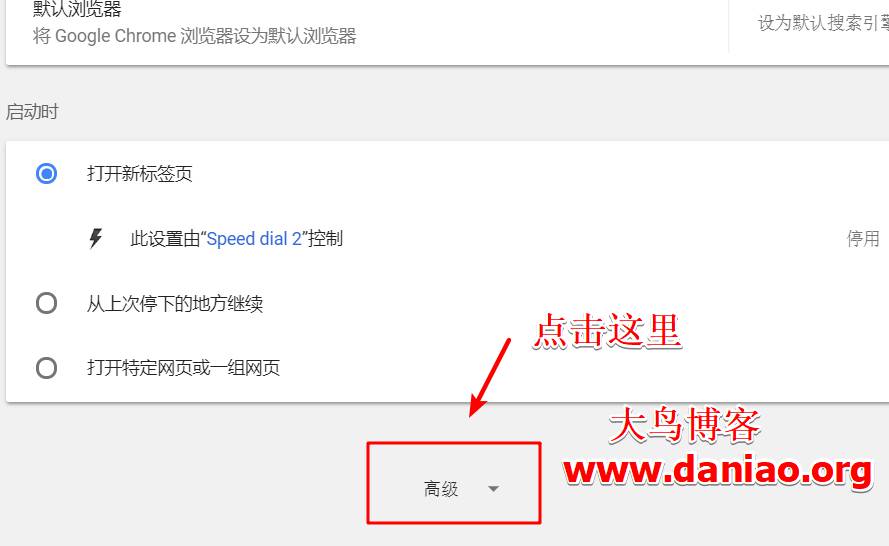 默认浏览器
将 Google Chrome 浏览器设为默认浏览器
设为默认搜索引擎
启动时
打开新标签页
此设置由“Speed dial 2”控制
停用
从上次停下的地方继续
点击这里
打开特定网页或一组网页
大鸟博客
www.daniao.org
高级